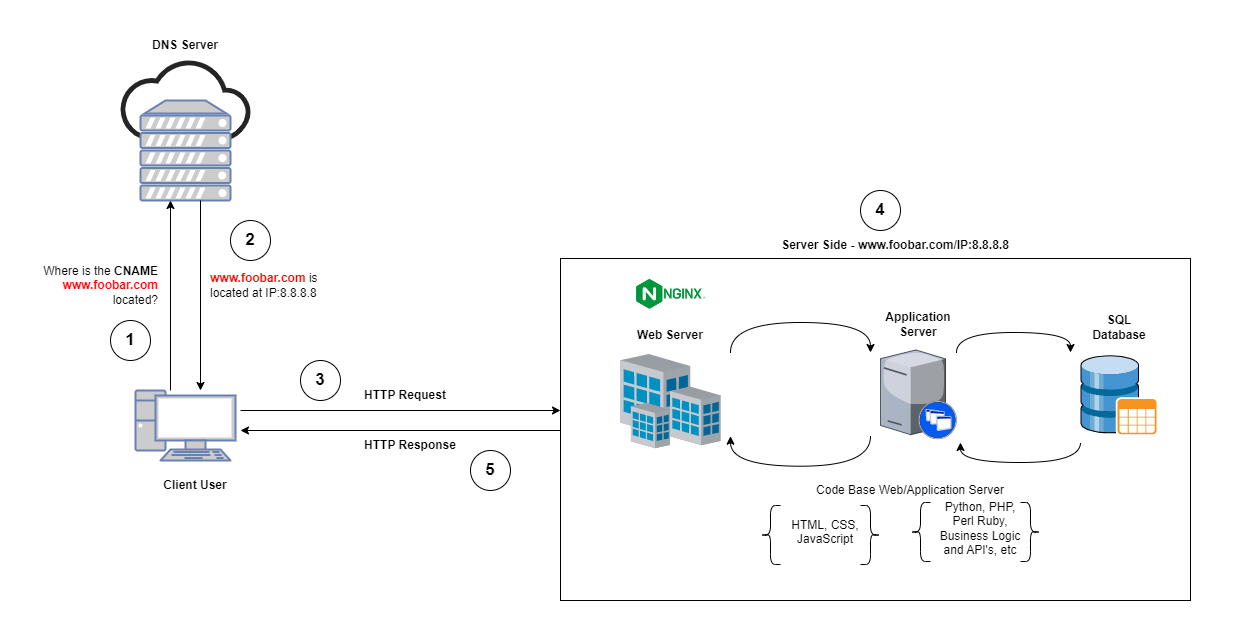 DNS Server
2
Where is the CNAME
www.foobar.com
located?
www.foobar.com is
located at IP:8.8.8.8
1
3
HTTP Request
HTTP Response
5
Client User
4
Server Side - www.foobar.com/IP:8.8.8.8
N
NGINX.
Web Server
Application
Server
SQL
Database
Code Base Web/Application Server
HTML, CSS,
JavaScript
Python, PHP,
Perl Ruby,
Business Logic
and API's, etc